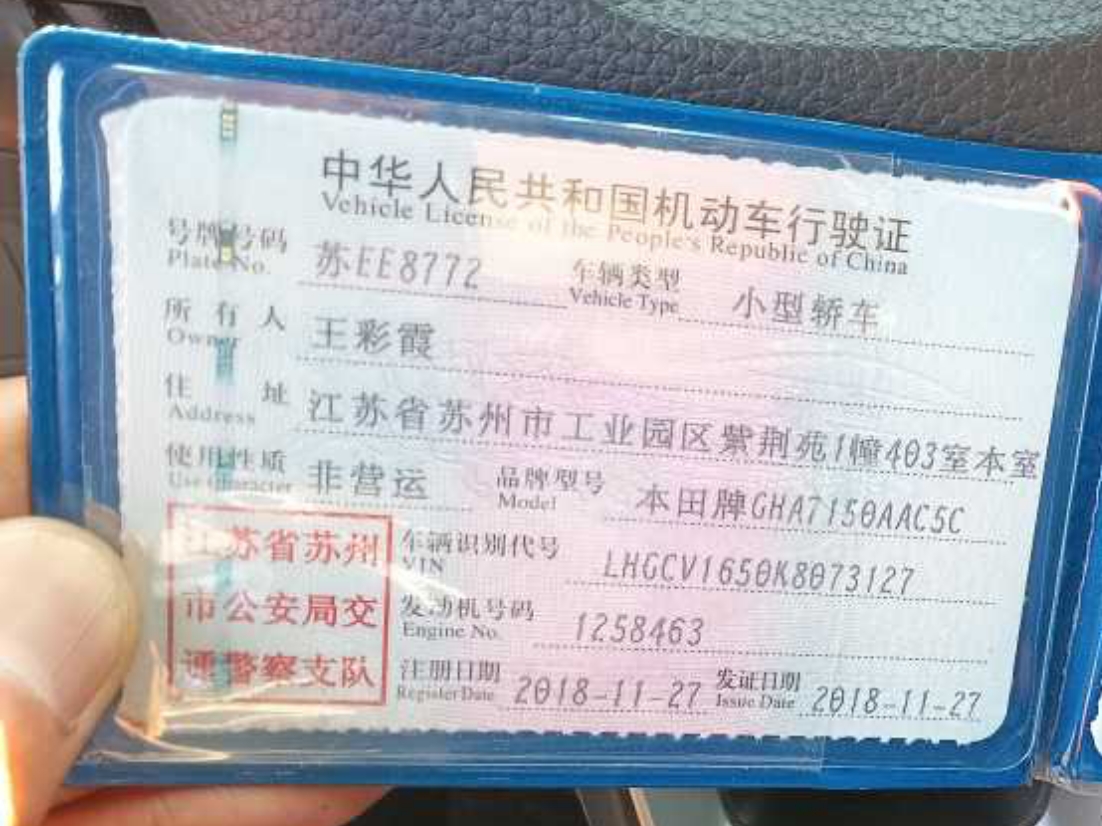 中华人民共和国机动车行驶证
Vehicle License of the People's Republic of China
号牌号码 苏EE8772 车辆类型 小型轿车
Plate No. Vehicle Type
所有人 王彩霞
Owner
住址 江苏省苏州市工业园区紫荆苑1幢403室本室
Address
使用性质 非营运 品牌型号 本田牌GHA7150AAC5C
Use Character Model
江苏省苏州 车辆识别代号 LHGCV1650K8073127
VIN
市公安局交 发动机号码 1258463
Engine No.
通警察支队 注册日期 2018-11-27 发证日期 2018-11-27
Register Date Issue Date